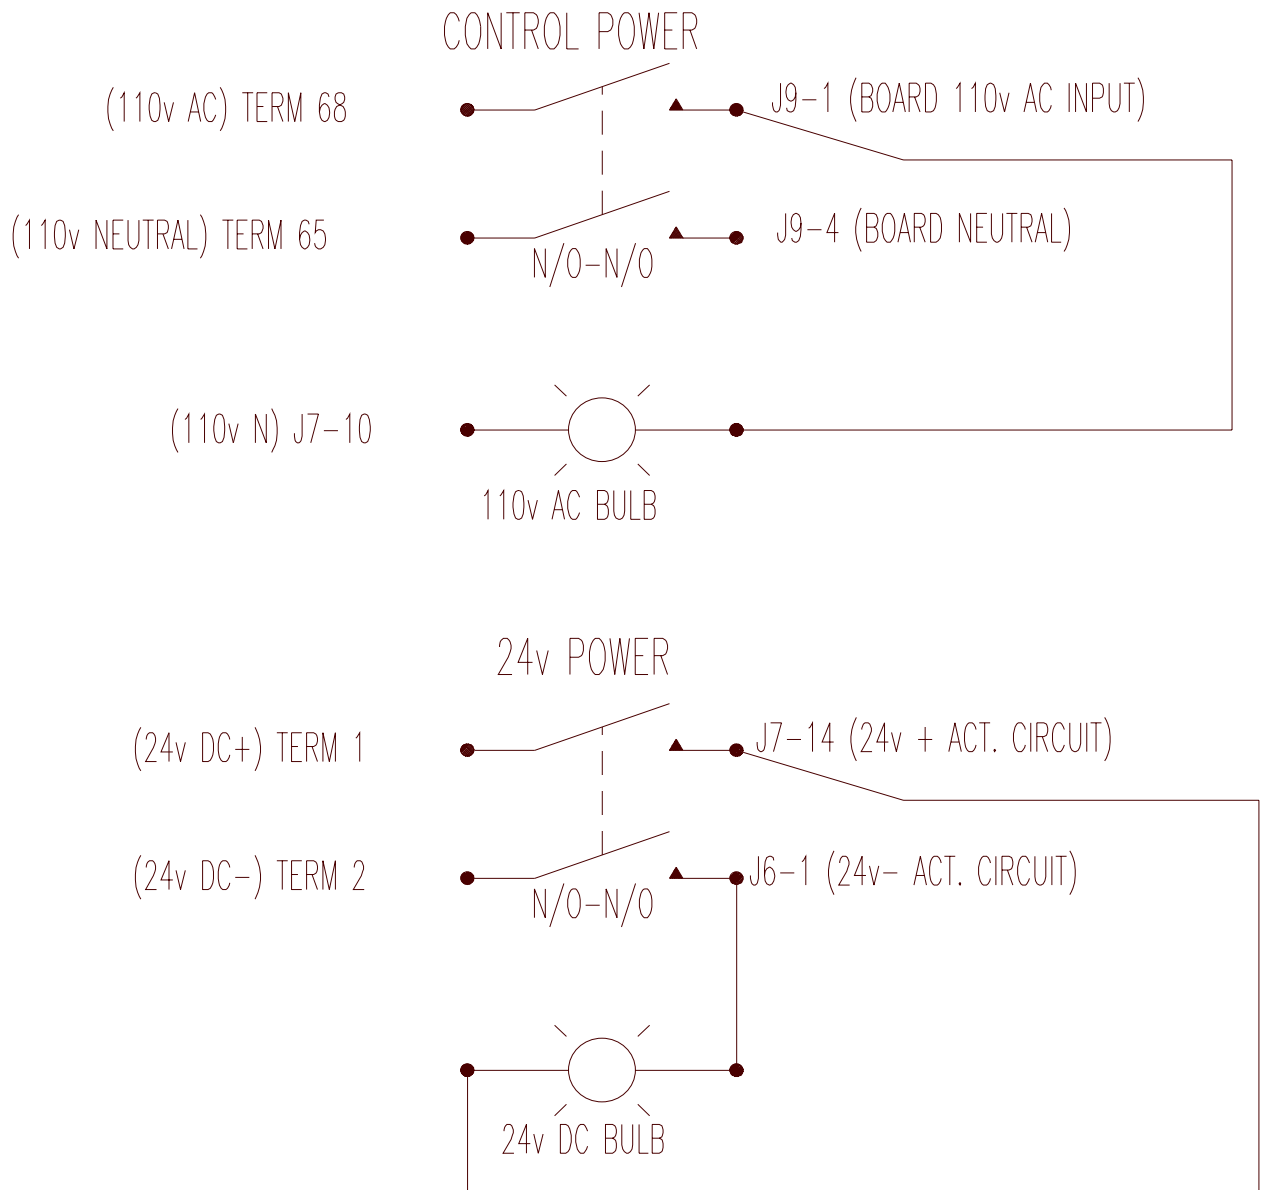 CONTROL POWER
(110v AC) TERM 68
J9-1 (BOARD 110v AC INPUT)
(110v NEUTRAL) TERM 65
J9-4 (BOARD NEUTRAL)
N/O-N/O
(110v N) J7-10
110v AC BULB
24v POWER
(24v DC+) TERM 1
J7-14 (24v + ACT. CIRCUIT)
(24v DC-) TERM 2
J6-1 (24v- ACT. CIRCUIT)
N/O-N/O
24v DC BULB